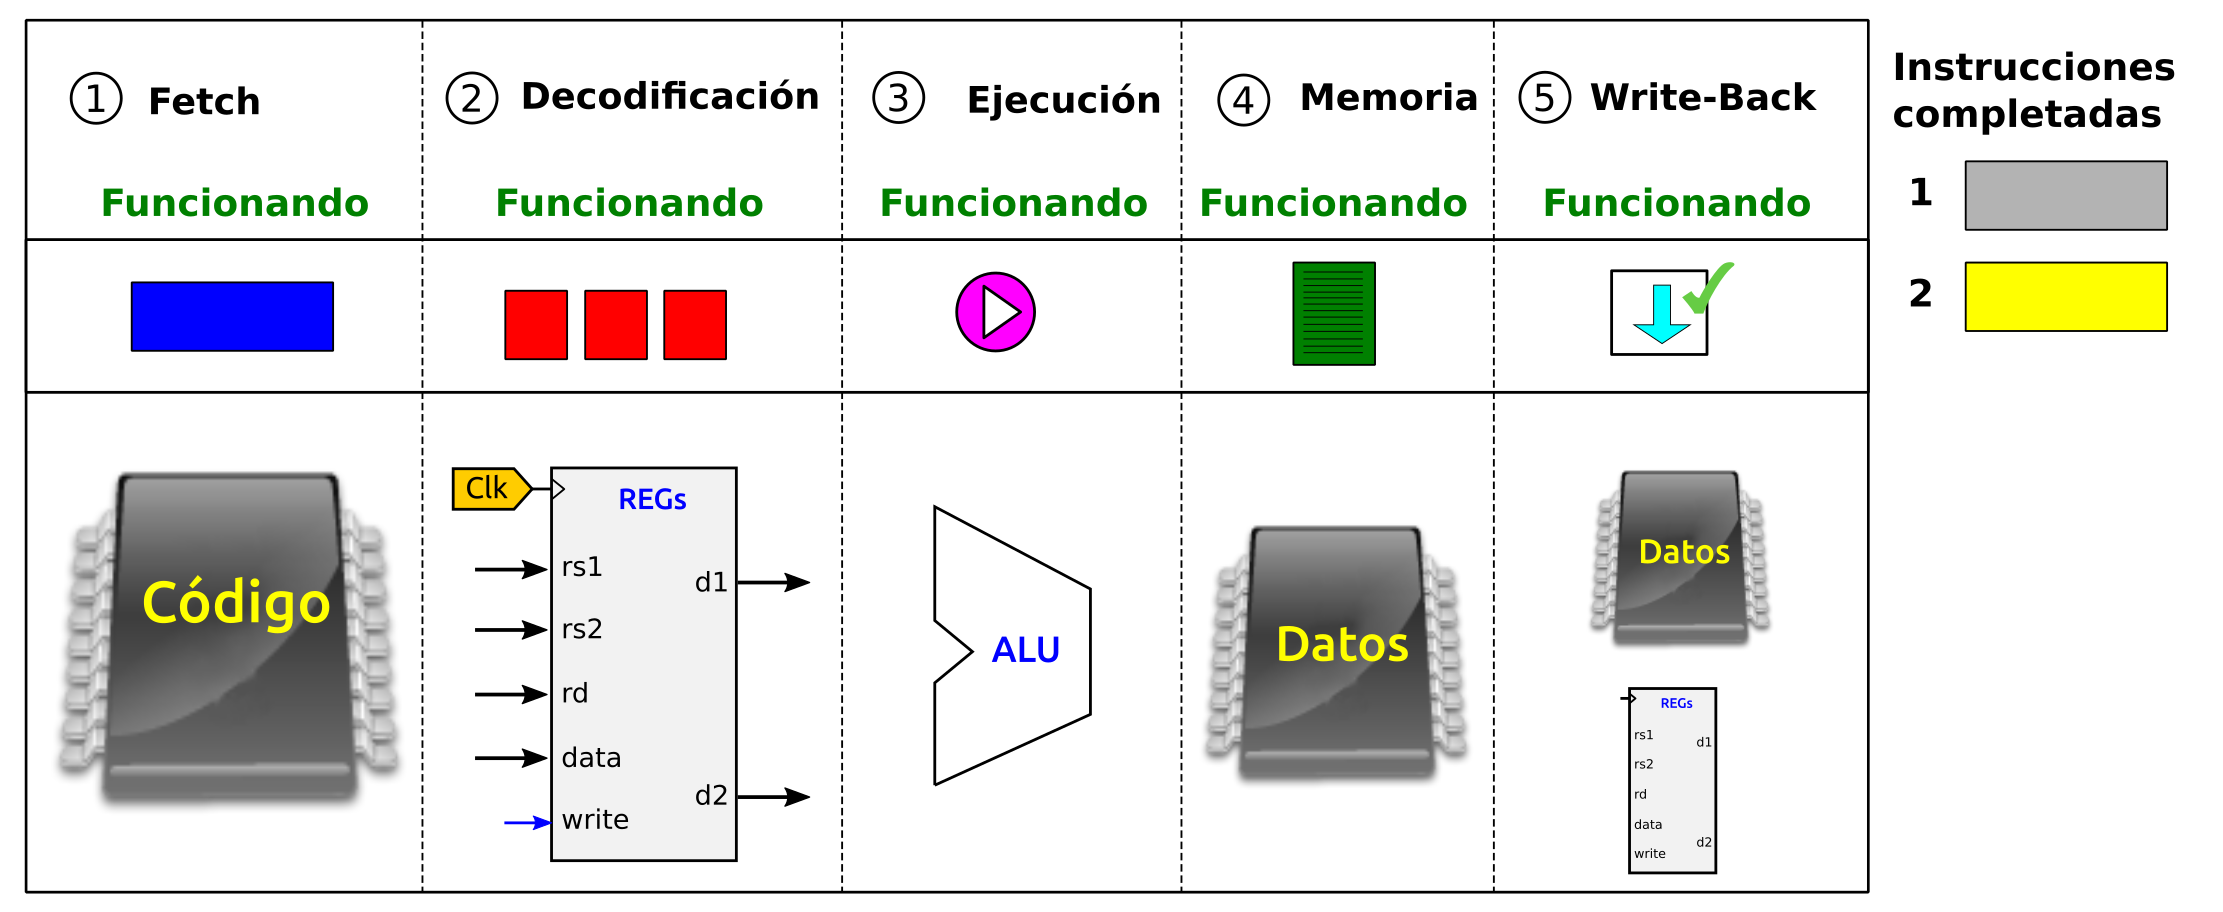 1 Fetch
2 Decodificación
3 Ejecución
4 Memoria
5 Write-Back
Funcionando
Funcionando
Funcionando
Funcionando
Funcionando
Instrucciones
completadas
1
2
Código
Clk
REGs
rs1
rs2
rd
data
write
d1
d2
ALU
Datos
Datos
REGs
rs1
rs2
rd
data
write
d1
d2